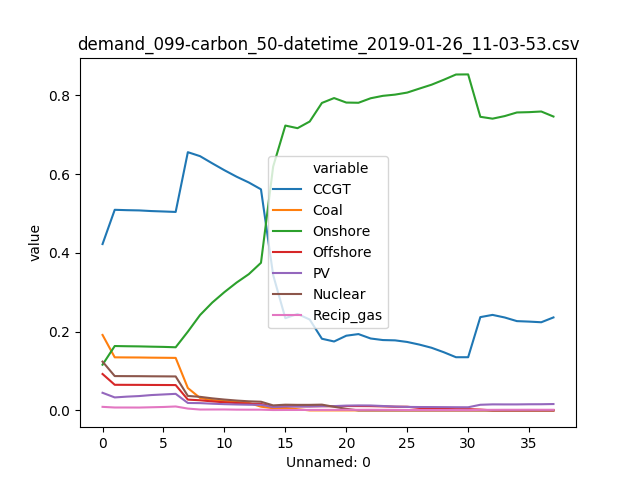 demand_099-carbon_50-datetime_2019-01-26_11-03-53.csv
value
0.8
0.6
0.4
0.2
0.0
variable
CCGT
Coal
Onshore
Offshore
PV
Nuclear
Recip_gas
0 5 10 15 20 25 30 35
Unnamed: 0